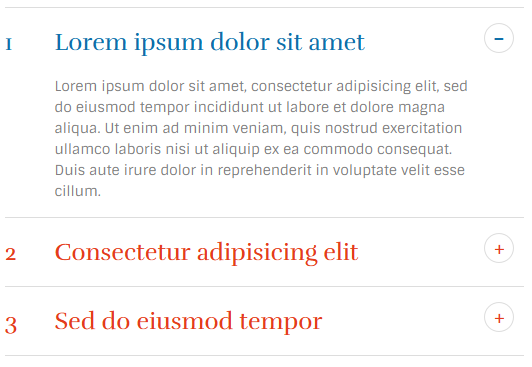 1 Lorem ipsum dolor sit amet −
Lorem ipsum dolor sit amet, consectetur adipisicing elit, sed
do eiusmod tempor incididunt ut labore et dolore magna
aliqua. Ut enim ad minim veniam, quis nostrud exercitation
ullamco laboris nisi ut aliquip ex ea commodo consequat.
Duis aute irure dolor in reprehenderit in voluptate velit esse
cillum.
2 Consectetur adipisicing elit +
3 Sed do eiusmod tempor +